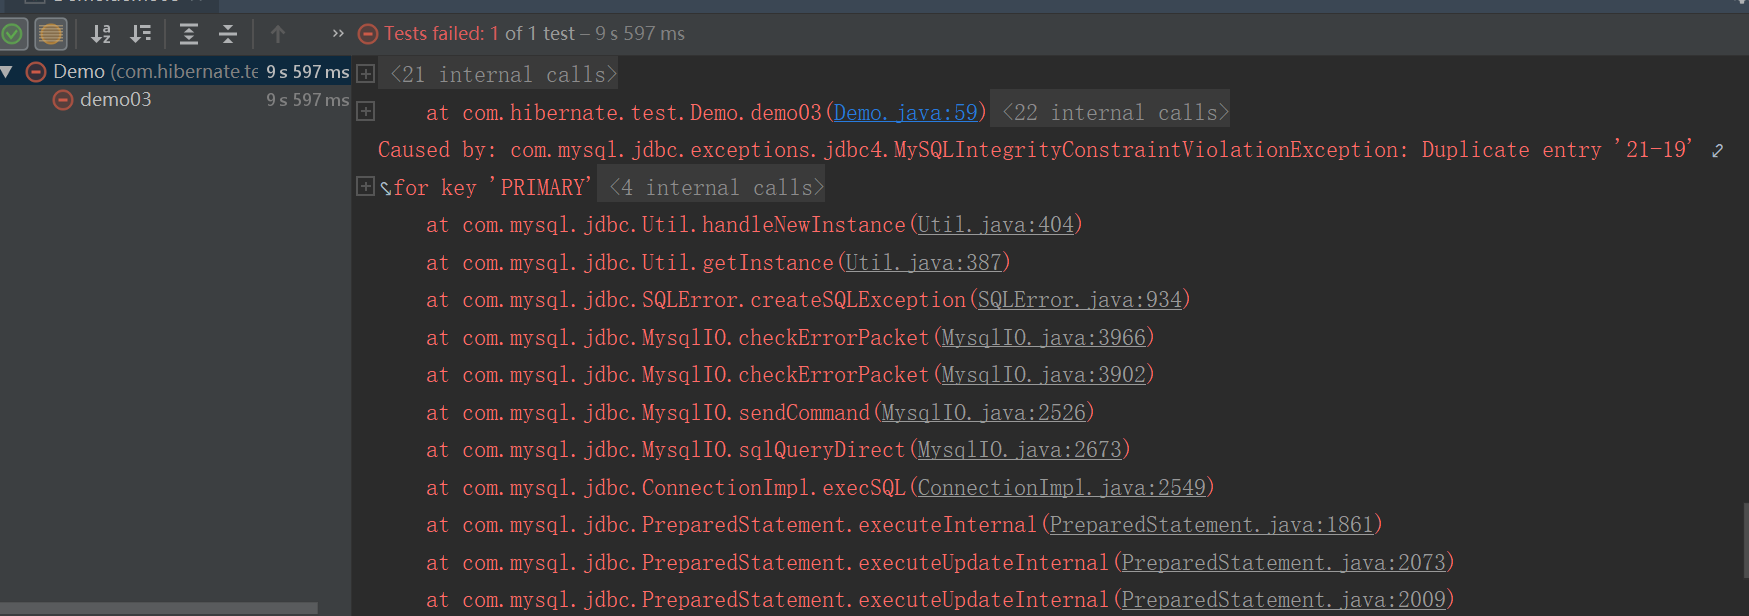 Tests failed: 1 of 1 test – 9 s 597 ms
Demo (com.hibernate.te 9 s 597 ms
demo03 9 s 597 ms
<21 internal calls>
at com.hibernate.test.Demo.demo03(Demo.java:59) <22 internal calls>
Caused by: com.mysql.jdbc.exceptions.jdbc4.MySQLIntegrityConstraintViolationException: Duplicate entry '21-19'
for key 'PRIMARY' <4 internal calls>
at com.mysql.jdbc.Util.handleNewInstance(Util.java:404)
at com.mysql.jdbc.Util.getInstance(Util.java:387)
at com.mysql.jdbc.SQLError.createSQLException(SQLError.java:934)
at com.mysql.jdbc.MysqlIO.checkErrorPacket(MysqlIO.java:3966)
at com.mysql.jdbc.MysqlIO.checkErrorPacket(MysqlIO.java:3902)
at com.mysql.jdbc.MysqlIO.sendCommand(MysqlIO.java:2526)
at com.mysql.jdbc.MysqlIO.sqlQueryDirect(MysqlIO.java:2673)
at com.mysql.jdbc.ConnectionImpl.execSQL(ConnectionImpl.java:2549)
at com.mysql.jdbc.PreparedStatement.executeInternal(PreparedStatement.java:1861)
at com.mysql.jdbc.PreparedStatement.executeUpdateInternal(PreparedStatement.java:2073)
at com.mysql.jdbc.PreparedStatement.executeUpdateInternal(PreparedStatement.java:2009)